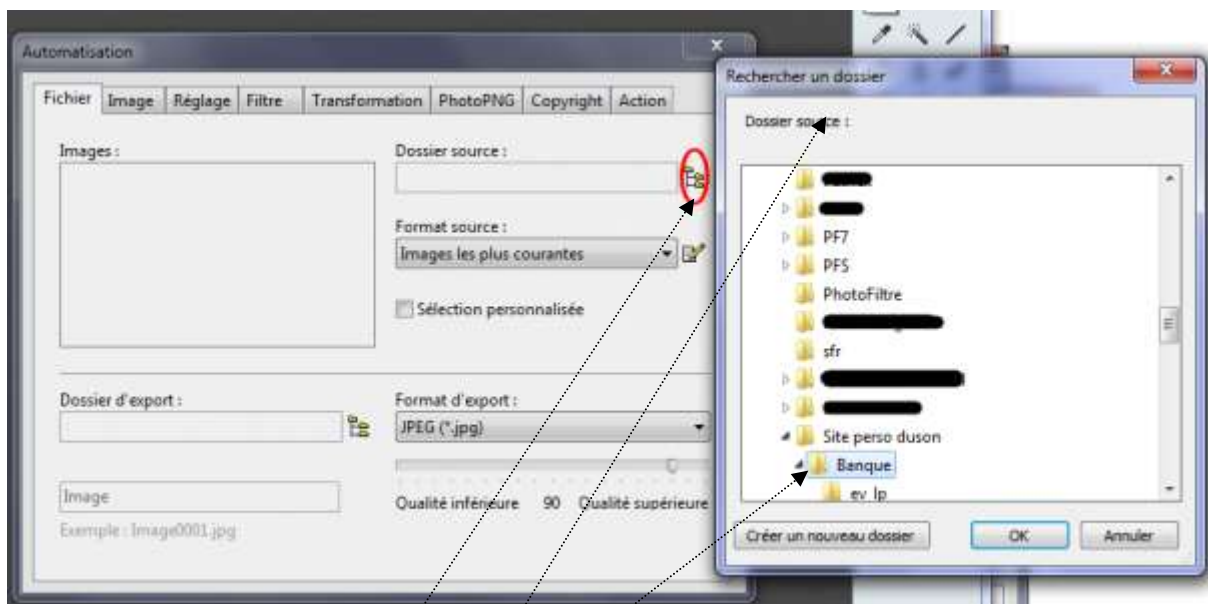 Automatisation
Fichier Image Réglage Filtre Transformation PhotoPNG Copyright Action
Images :
Dossier source :
Format source :
Images les plus courantes
Sélection personnalisée
Dossier d'export :
Format d'export :
JPEG (*.jpg)
Image
Qualité inférieure 90 Qualité supérieure
Exemple : Image0001.jpg
Rechercher un dossier
Dossier source :
PF7
PFS
PhotoFiltre
sfr
Site perso duson
Banque
ev lp
Créer un nouveau dossier OK Annuler